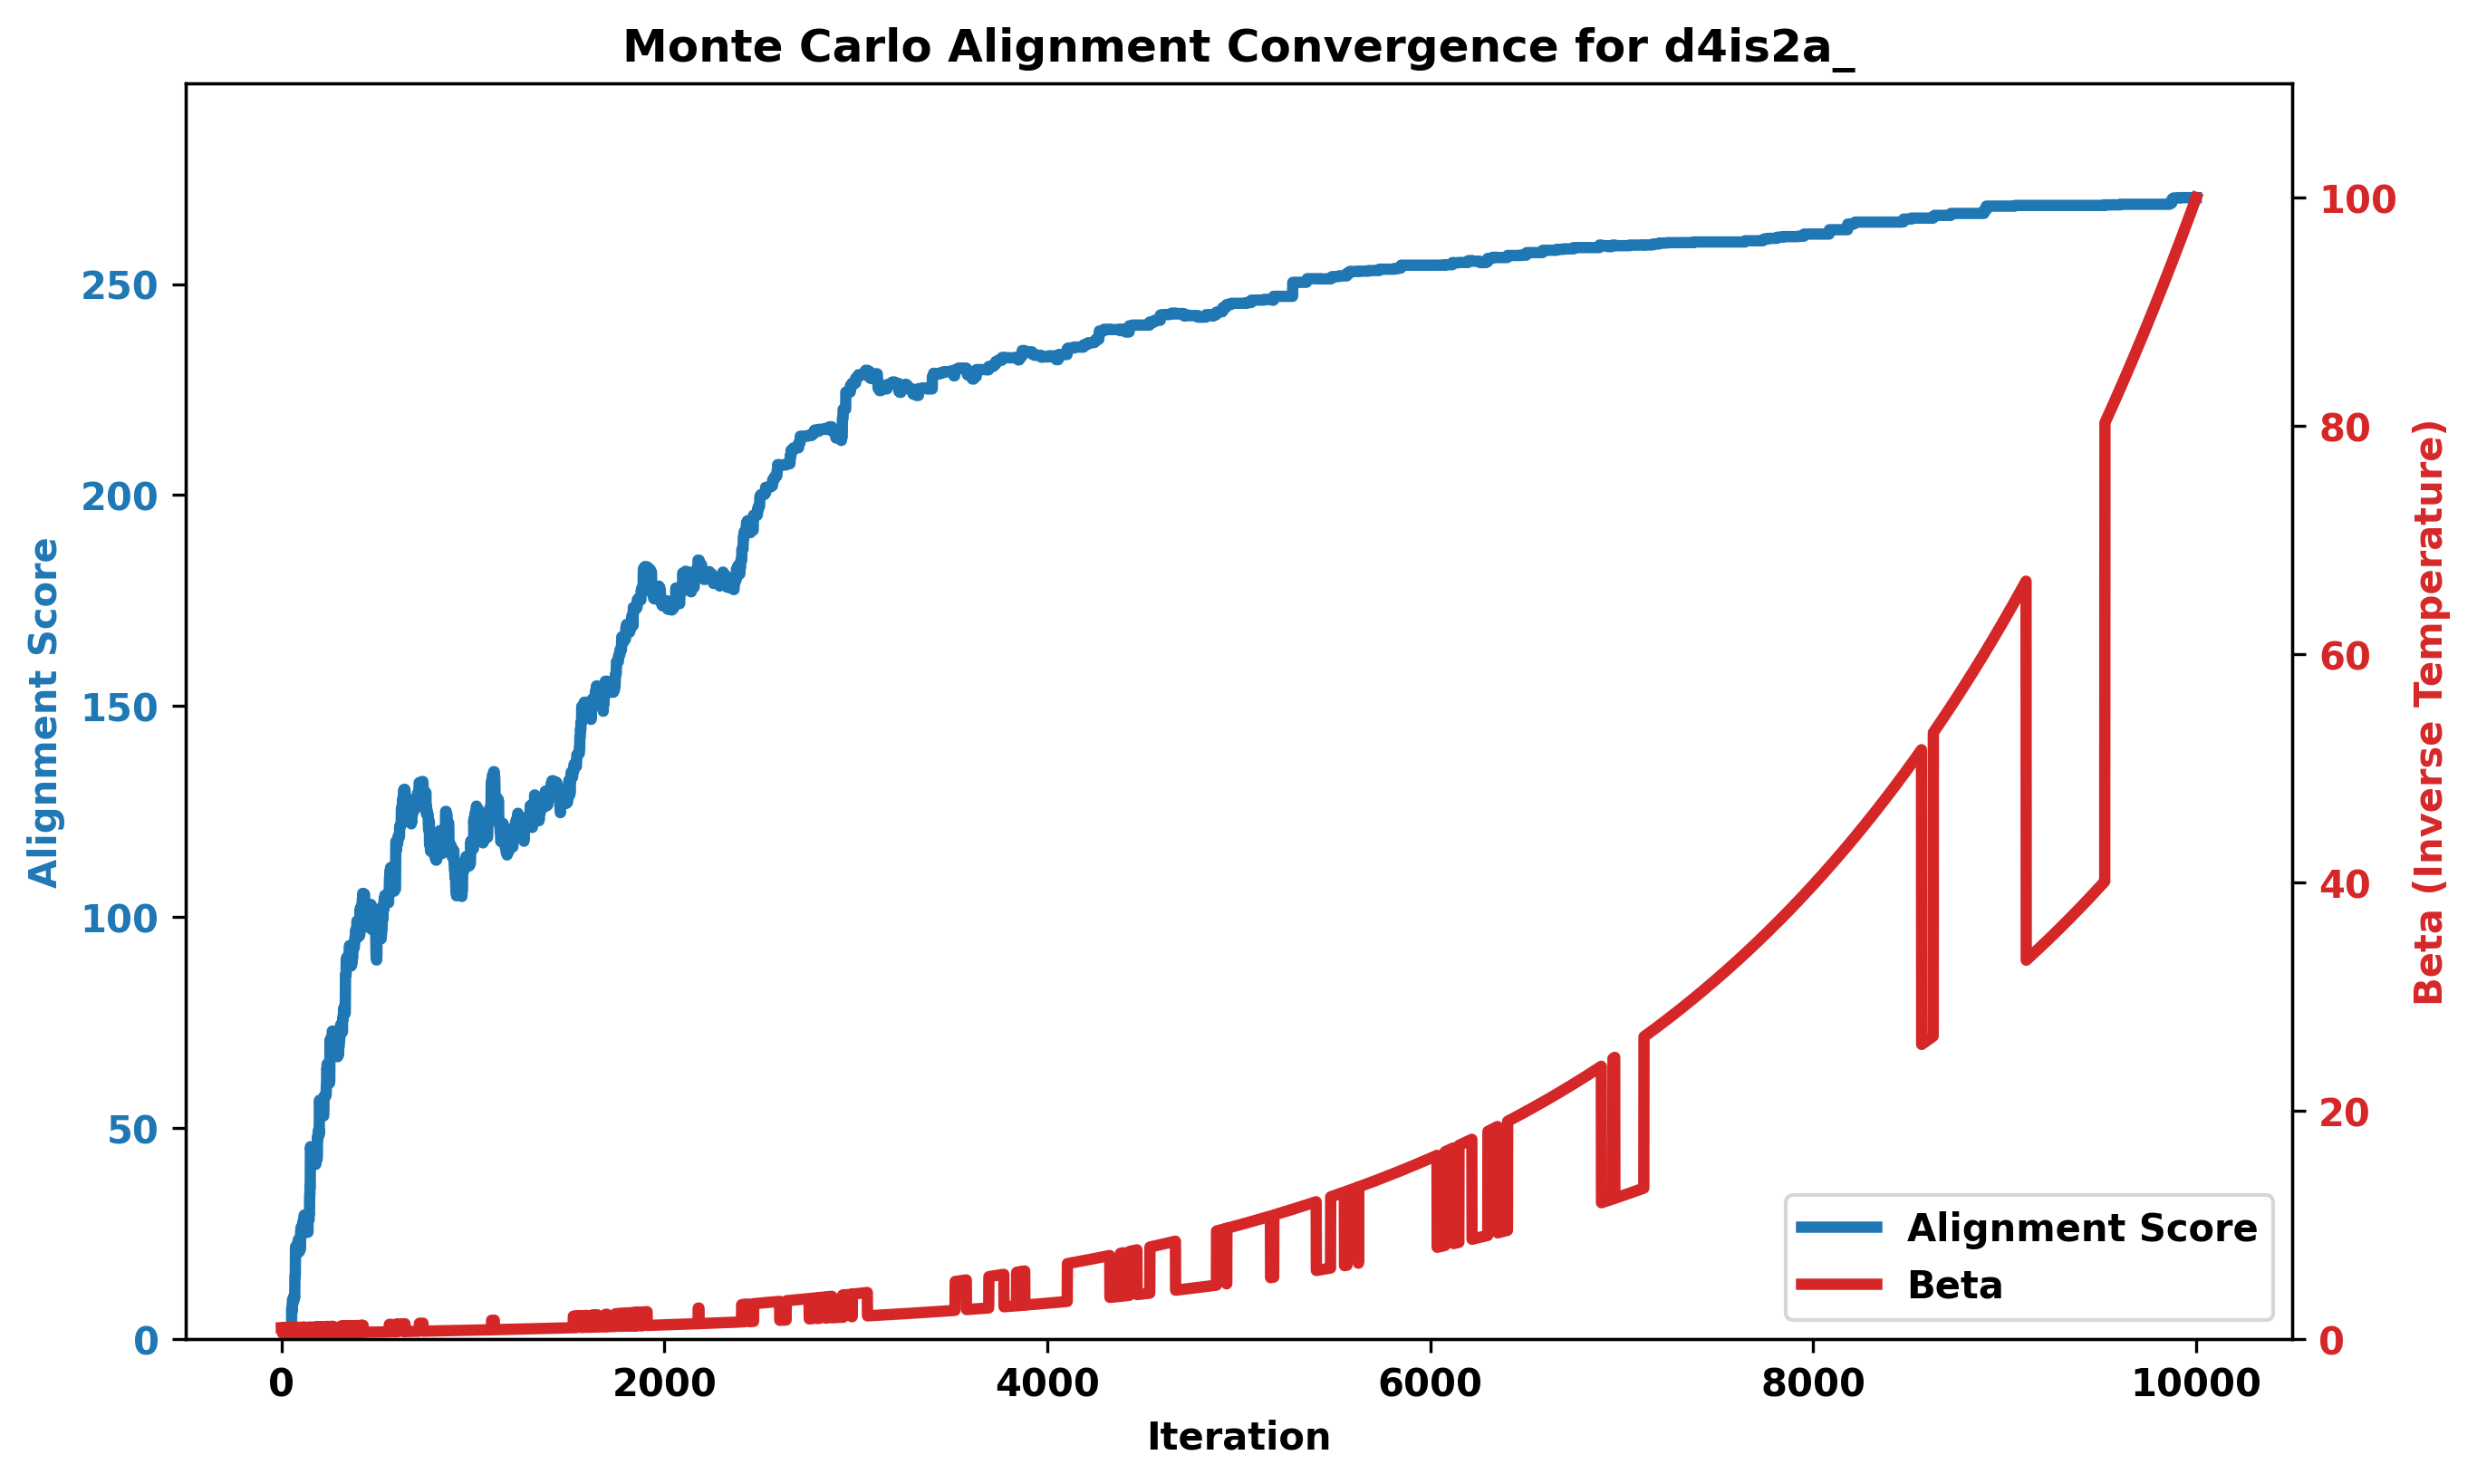 Monte Carlo Alignment Convergence for d4is2a_
Alignment Score
250
200
150
100
50
0
0 2000 4000 6000 8000 10000
Iteration
100
80
60
40
20
0
Beta (Inverse Temperature)
Alignment Score
Beta